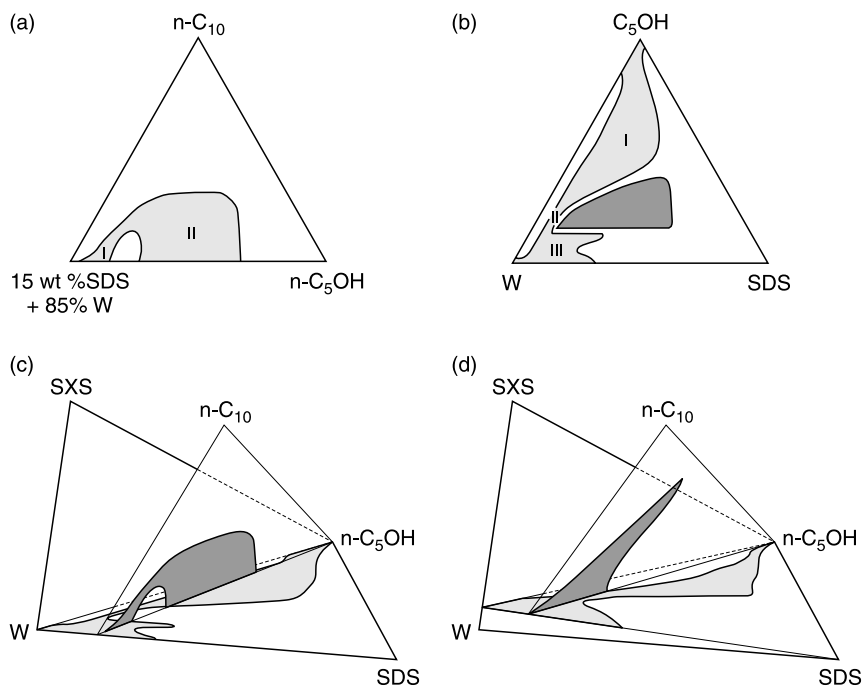 (a)
n-C₁₀
I
II
15 wt %SDS
+ 85% W
n-C₅OH
(b)
C₅OH
I
II
III
W
SDS
(c)
SXS
n-C₁₀
n-C₅OH
W
SDS
(d)
SXS
n-C₁₀
n-C₅OH
W
SDS